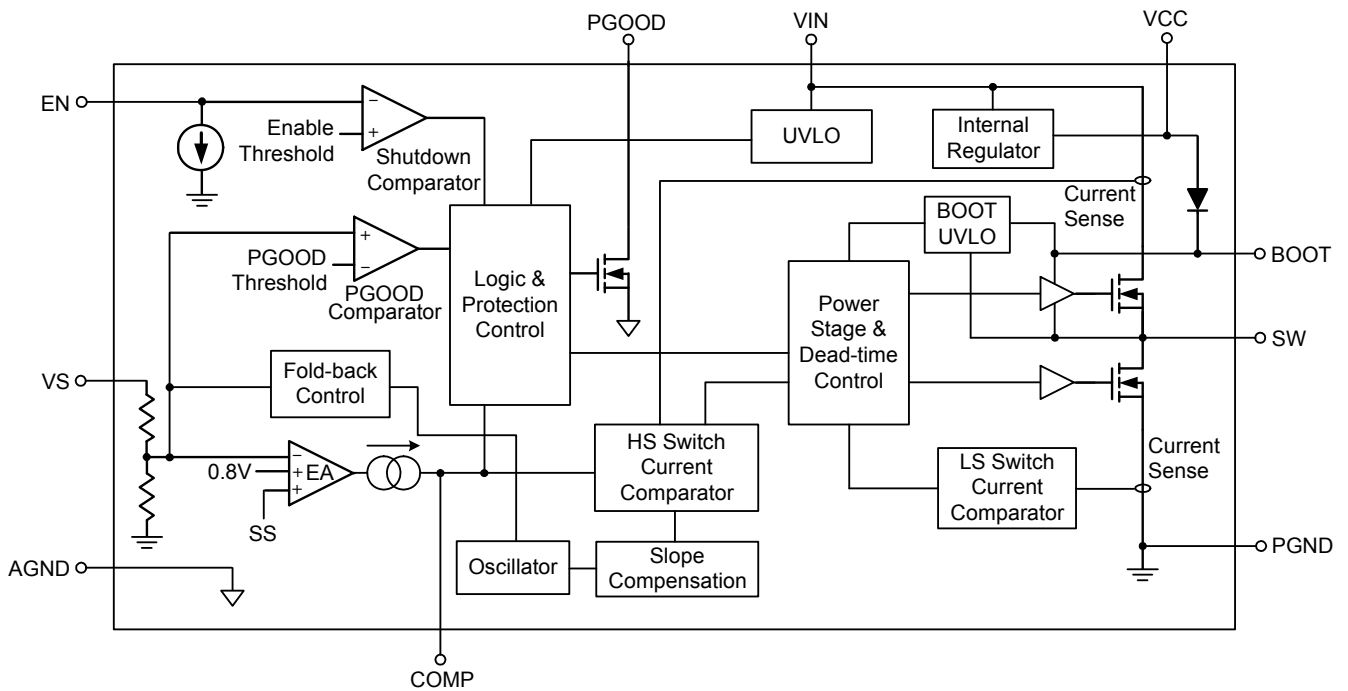 PGOOD
VIN
VCC
EN
Enable
Threshold
−
+
Shutdown
Comparator
UVLO
Internal
Regulator
Current
Sense
BOOT
UVLO
BOOT
PGOOD
Threshold
+
−
PGOOD
Comparator
Logic &
Protection
Control
Power
Stage &
Dead-time
Control
SW
VS
Fold-back
Control
HS Switch
Current
Comparator
LS Switch
Current
Comparator
Current
Sense
0.8V
−
+
+
EA
SS
Oscillator
Slope
Compensation
PGND
AGND
COMP